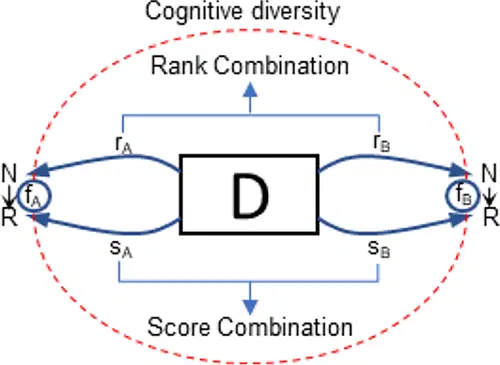 Cognitive diversity
Rank Combination
r_A r_B
N N
f_A D f_B
R R
s_A s_B
Score Combination